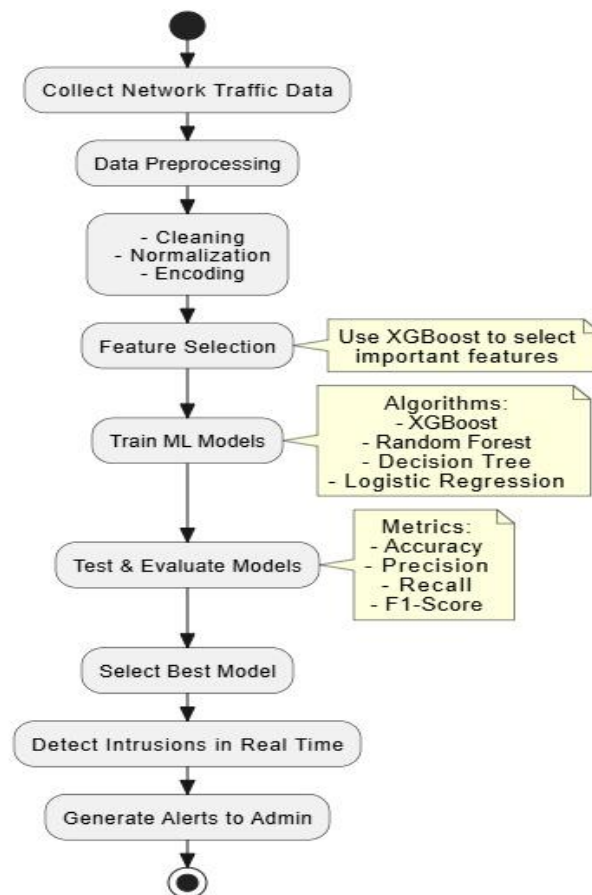 Collect Network Traffic Data
Data Preprocessing
- Cleaning
- Normalization
- Encoding
Feature Selection
Use XGBoost to select
important features
Train ML Models
Algorithms:
- XGBoost
- Random Forest
- Decision Tree
- Logistic Regression
Test & Evaluate Models
Metrics:
- Accuracy
- Precision
- Recall
- F1-Score
Select Best Model
Detect Intrusions in Real Time
Generate Alerts to Admin